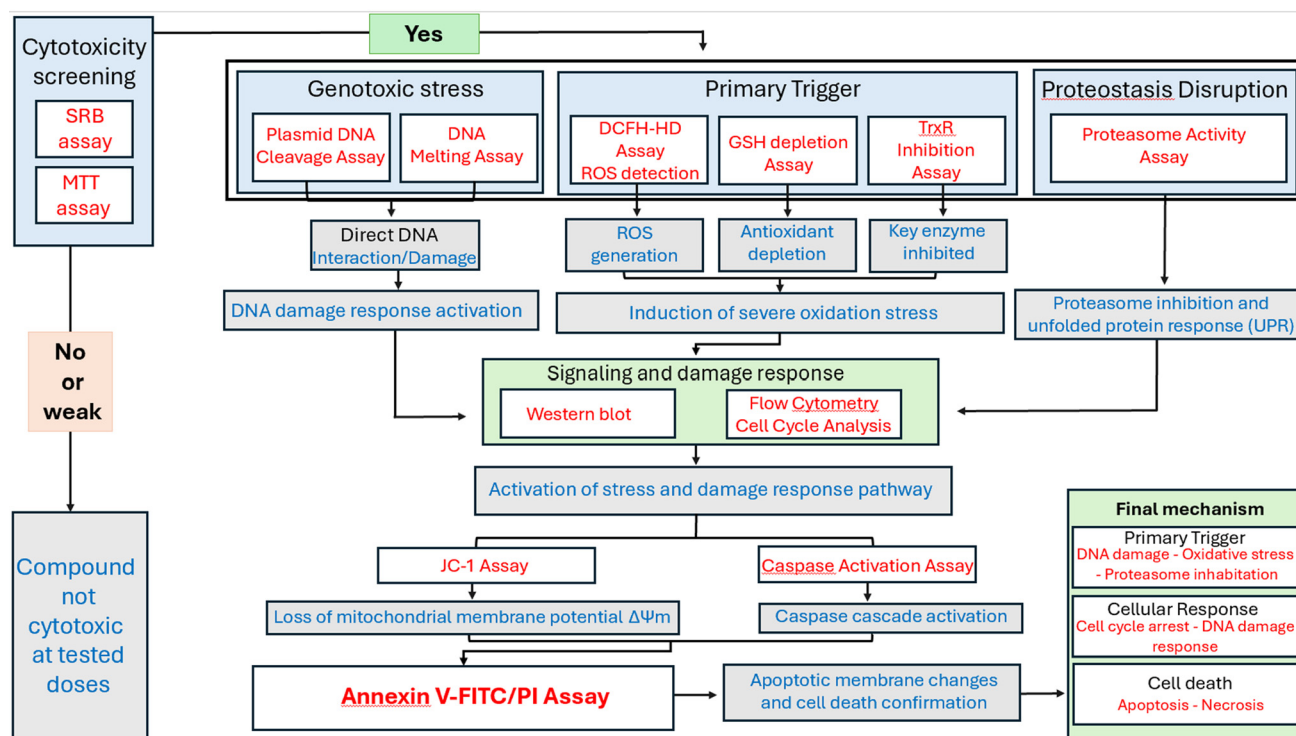 Yes
Cytotoxicity
screening
SRB
assay
MTT
assay
Genotoxic stress
Plasmid DNA
Cleavage Assay
DNA
Melting Assay
Primary Trigger
DCFH-HD
Assay
ROS detection
GSH depletion
Assay
TrxR
Inhibition
Assay
Proteostasis Disruption
Proteasome Activity
Assay
Direct DNA
Interaction/Damage
ROS
generation
Antioxidant
depletion
Key enzyme
inhibited
DNA damage response activation
Induction of severe oxidation stress
Proteasome inhibition and
unfolded protein response (UPR)
No
or
weak
Signaling and damage response
Western blot
Flow Cytometry
Cell Cycle Analysis
Activation of stress and damage response pathway
Compound
not
cytotoxic
at tested
doses
JC-1 Assay
Caspase Activation Assay
Loss of mitochondrial membrane potential ΔΨm
Caspase cascade activation
Annexin V-FITC/PI Assay
Apoptotic membrane changes
and cell death confirmation
Final mechanism
Primary Trigger
DNA damage - Oxidative stress
- Proteasome inhabitation
Cellular Response
Cell cycle arrest - DNA damage
response
Cell death
Apoptosis - Necrosis